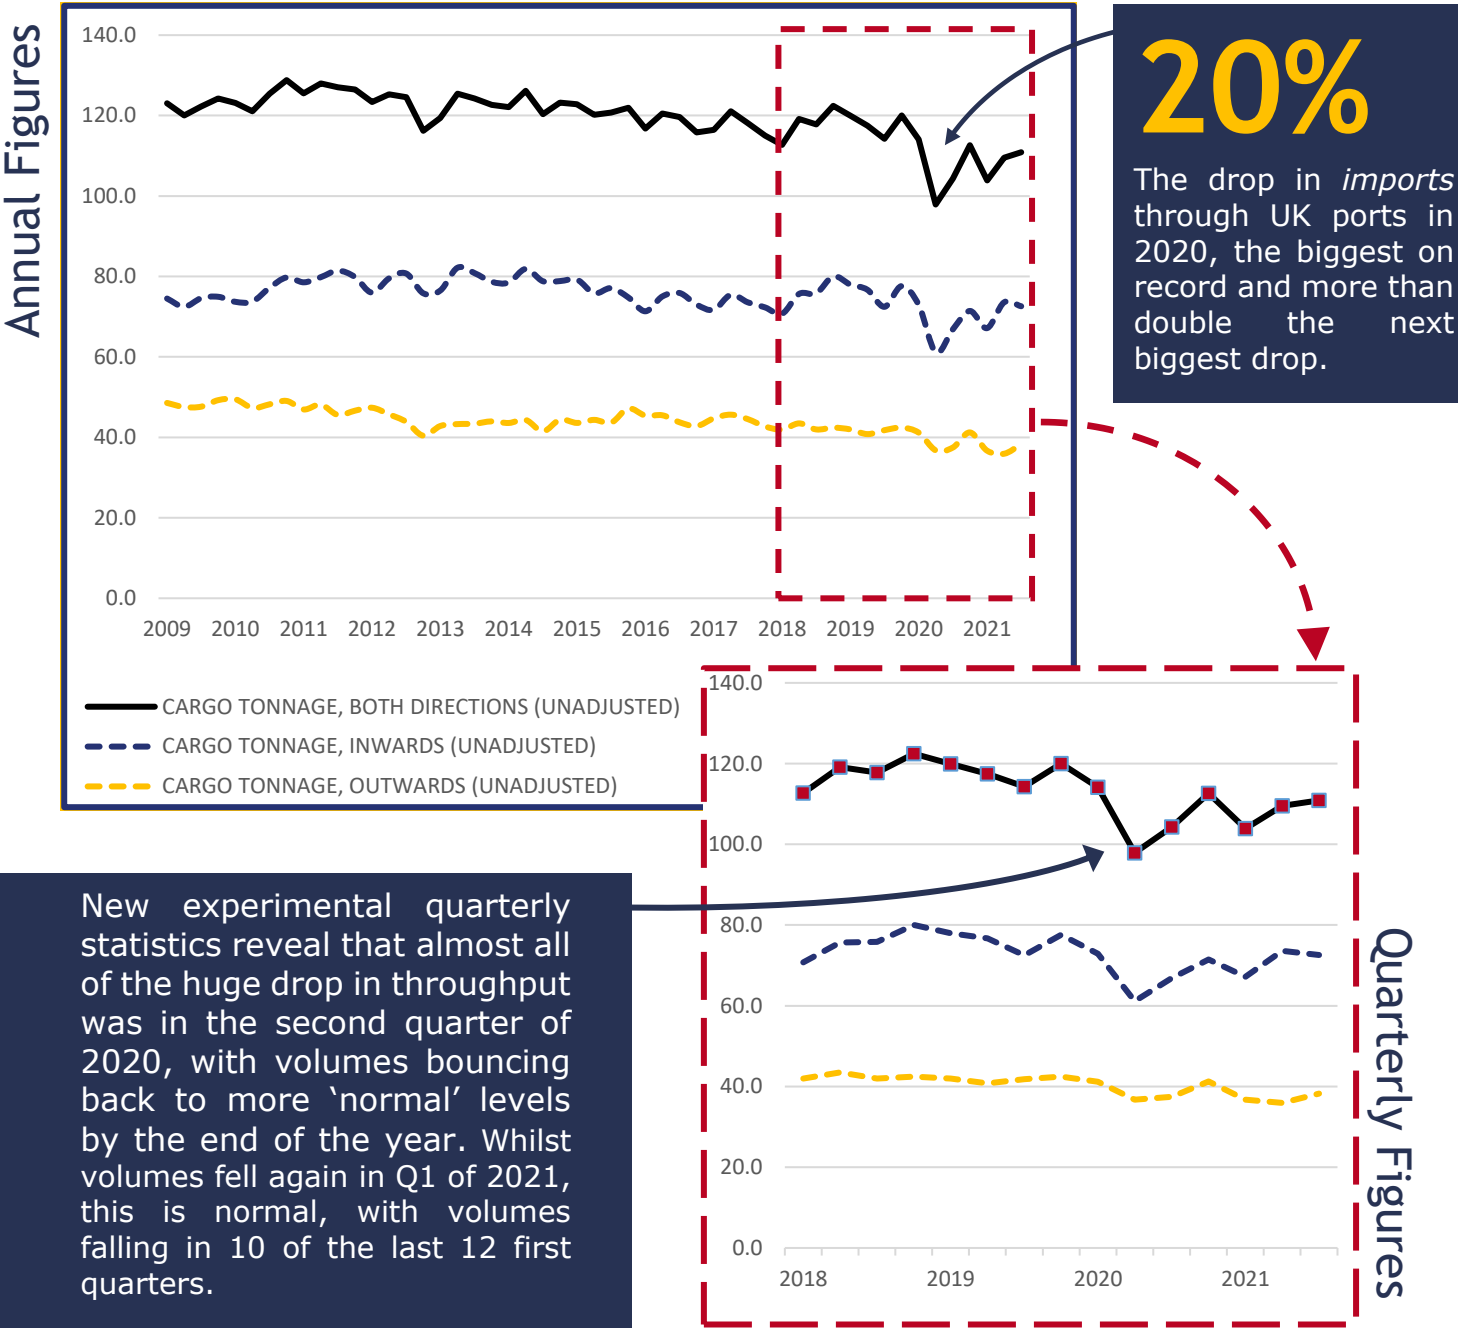 Annual Figures
140.0
120.0
100.0
80.0
60.0
40.0
20.0
0.0
2009 2010 2011 2012 2013 2014 2015 2016 2017 2018 2019 2020 2021
CARGO TONNAGE, BOTH DIRECTIONS (UNADJUSTED)
CARGO TONNAGE, INWARDS (UNADJUSTED)
CARGO TONNAGE, OUTWARDS (UNADJUSTED)
20%
The drop in imports
through UK ports in
2020, the biggest on
record and more than
double the next
biggest drop.
140.0
120.0
100.0
80.0
60.0
40.0
20.0
0.0
2018 2019 2020 2021
Quarterly Figures
New experimental quarterly
statistics reveal that almost all
of the huge drop in throughput
was in the second quarter of
2020, with volumes bouncing
back to more ‘normal’ levels
by the end of the year. Whilst
volumes fell again in Q1 of 2021,
this is normal, with volumes
falling in 10 of the last 12 first
quarters.